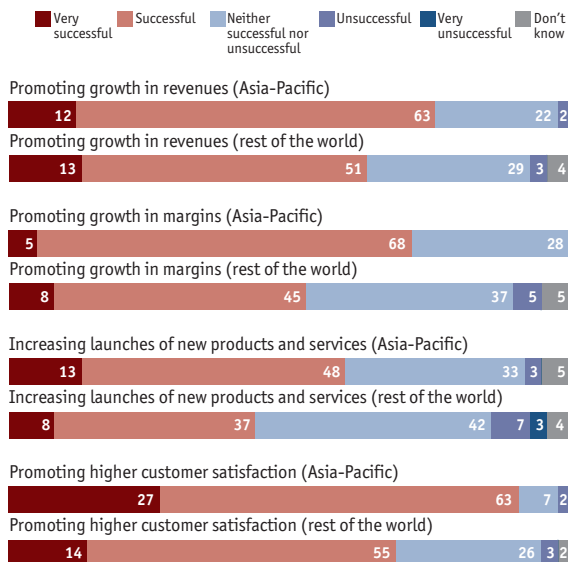 Very successful
Successful
Neither successful nor unsuccessful
Unsuccessful
Very unsuccessful
Don't know
Promoting growth in revenues (Asia-Pacific)
12 63 22 2
Promoting growth in revenues (rest of the world)
13 51 29 3 4
Promoting growth in margins (Asia-Pacific)
5 68 28
Promoting growth in margins (rest of the world)
8 45 37 5 5
Increasing launches of new products and services (Asia-Pacific)
13 48 33 3 5
Increasing launches of new products and services (rest of the world)
8 37 42 7 3 4
Promoting higher customer satisfaction (Asia-Pacific)
27 63 7 2
Promoting higher customer satisfaction (rest of the world)
14 55 26 3 2